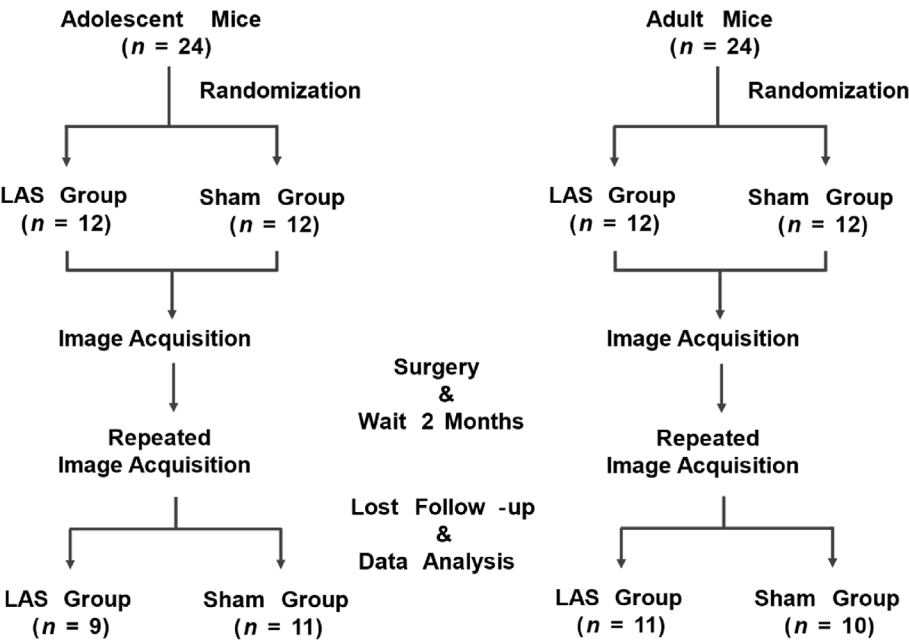 Adolescent Mice
(n = 24)
Adult Mice
(n = 24)
Randomization
Randomization
LAS Group
(n = 12)
Sham Group
(n = 12)
LAS Group
(n = 12)
Sham Group
(n = 12)
Image Acquisition
Image Acquisition
Surgery
&
Wait 2 Months
Repeated
Image Acquisition
Repeated
Image Acquisition
Lost Follow -up
&
Data Analysis
LAS Group
(n = 9)
Sham Group
(n = 11)
LAS Group
(n = 11)
Sham Group
(n = 10)